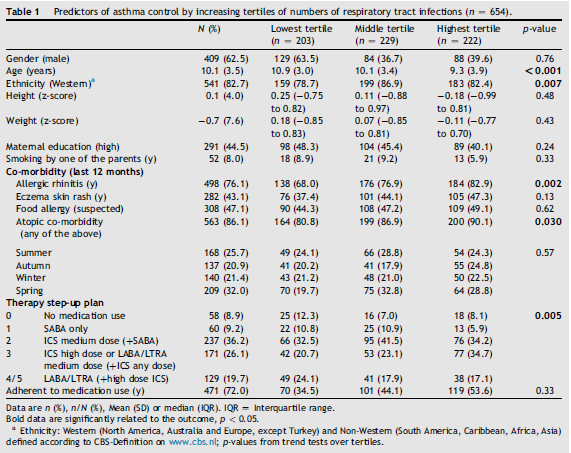 Table 1 Predictors of asthma control by increasing tertiles of numbers of respiratory tract infections (n = 654).
N (%) Lowest tertile (n = 203) Middle tertile (n = 229) Highest tertile (n = 222) p-value
Gender (male) 409 (62.5) 129 (63.5) 84 (36.7) 88 (39.6) 0.76
Age (years) 10.1 (3.5) 10.9 (3.0) 10.1 (3.4) 9.3 (3.9) <0.001
Ethnicity (Western)a 541 (82.7) 159 (78.7) 199 (86.9) 183 (82.4) 0.007
Height (z-score) 0.1 (4.0) 0.25 (−0.75 to 0.82) 0.11 (−0.88 to 0.97) −0.18 (−0.99 to 0.81) 0.48
Weight (z-score) −0.7 (7.6) 0.18 (−0.85 to 0.83) 0.07 (−0.85 to 0.81) −0.11 (−0.77 to 0.70) 0.43
Maternal education (high) 291 (44.5) 98 (48.3) 104 (45.4) 89 (40.1) 0.24
Smoking by one of the parents (y) 52 (8.0) 18 (8.9) 21 (9.2) 13 (5.9) 0.33
Co-morbidity (last 12 months)
Allergic rhinitis (y) 498 (76.1) 138 (68.0) 176 (76.9) 184 (82.9) 0.002
Eczema skin rash (y) 282 (43.1) 76 (37.4) 101 (44.1) 105 (47.3) 0.13
Food allergy (suspected) 308 (47.1) 90 (44.3) 108 (47.2) 109 (49.1) 0.62
Atopic co-morbidity (any of the above) 563 (86.1) 164 (80.8) 199 (86.9) 200 (90.1) 0.030
Summer 168 (25.7) 49 (24.1) 66 (28.8) 54 (24.3) 0.57
Autumn 137 (20.9) 41 (20.2) 41 (17.9) 55 (24.8)
Winter 140 (21.4) 43 (21.2) 48 (21.0) 50 (22.5)
Spring 209 (32.0) 70 (19.7) 75 (32.8) 64 (28.8)
Therapy step-up plan
0 No medication use 58 (8.9) 25 (12.3) 16 (7.0) 18 (8.1) 0.005
1 SABA only 60 (9.2) 22 (10.8) 25 (10.9) 13 (5.9)
2 ICS medium dose (+SABA) 237 (36.2) 66 (32.5) 95 (41.5) 76 (34.2)
3 ICS high dose or LABA/LTRA medium dose (+ICS any dose) 171 (26.1) 42 (20.7) 53 (23.1) 77 (34.7)
4/5 LABA/LTRA (+high dose ICS) 129 (19.7) 49 (24.1) 41 (17.9) 38 (17.1)
Adherent to medication use (y) 471 (72.0) 70 (34.5) 101 (44.1) 119 (53.6) 0.33
Data are n (%), n/N (%), Mean (SD) or median (IQR). IQR = Interquartile range.
Bold data are significantly related to the outcome, p < 0.05.
a Ethnicity: Western (North America, Australia and Europe, except Turkey) and Non-Western (South America, Caribbean, Africa, Asia)
defined according to CBS-Definition on www.cbs.nl; p-values from trend tests over tertiles.